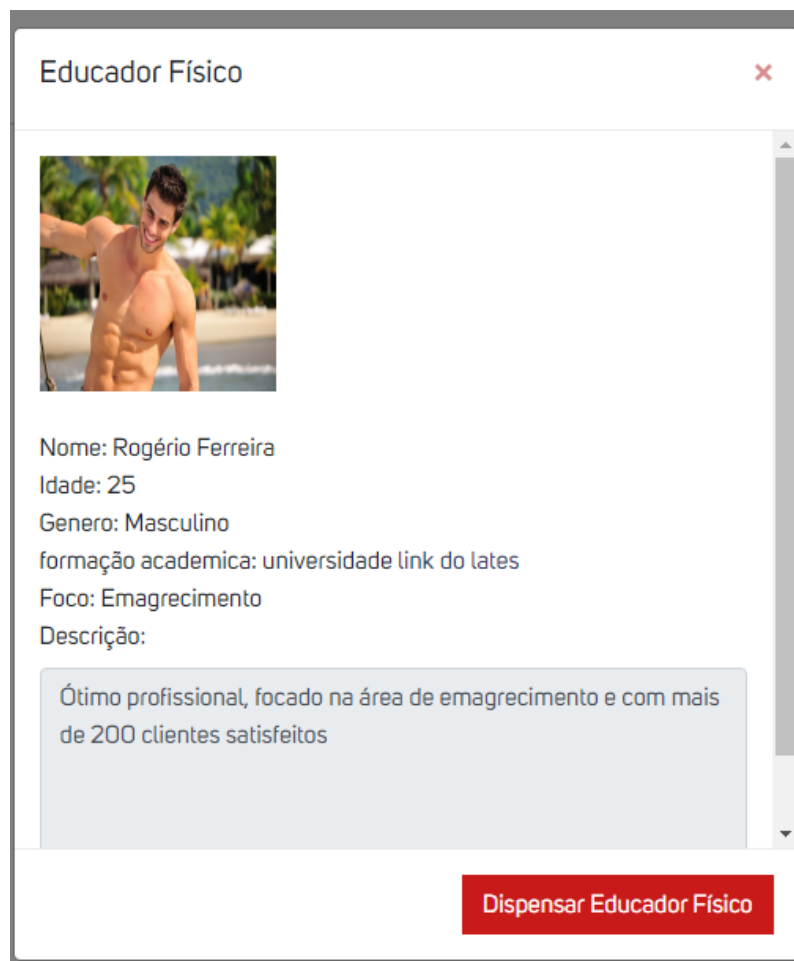 Educador Físico
×
Nome: Rogério Ferreira
Idade: 25
Genero: Masculino
formação academica: universidade link do lates
Foco: Emagrecimento
Descrição:
Ótimo profissional, focado na área de emagrecimento e com mais
de 200 clientes satisfeitos
Dispensar Educador Físico